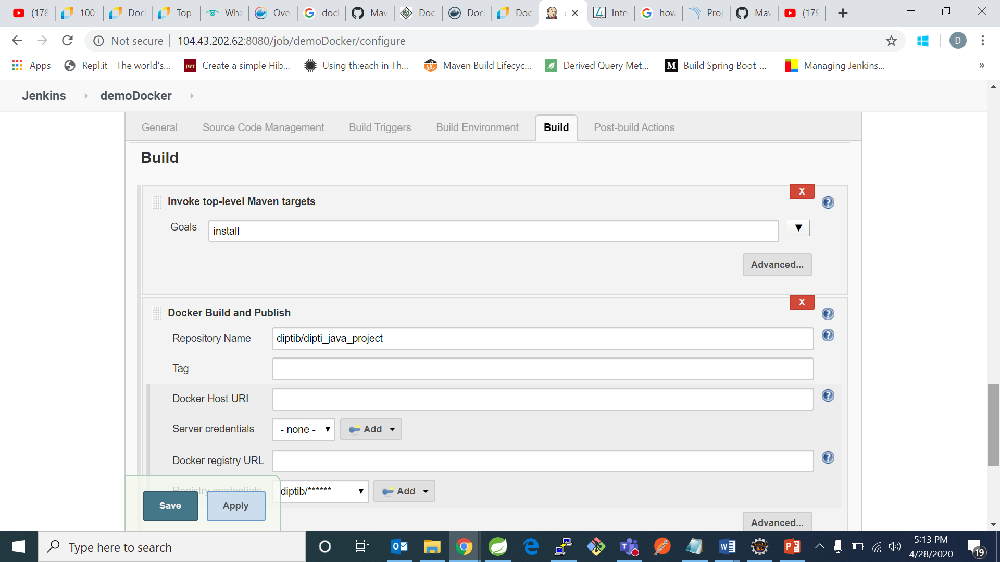 (178
100
Doc
Top
Wha
Ove
doc
Mav
Doc
Doc
Doc
Inte
how
Proj
Mav
(179
Not secure
104.43.202.62:8080/job/demoDocker/configure
D
Apps
Repl.it - The world's...
JWT
Create a simple Hib...
Using th:each in Th...
Maven Build Lifecyc...
Derived Query Met...
M
Build Spring Boot-...
Managing Jenkins...
»
Jenkins
demoDocker
General
Source Code Management
Build Triggers
Build Environment
Build
Post-build Actions
Build
X
Invoke top-level Maven targets
?
Goals
install
Advanced...
X
Docker Build and Publish
?
Repository Name
diptib/dipti_java_project
?
Tag
Docker Host URI
?
Server credentials
- none -
Add
Docker registry URL
?
Registry credentials
diptib/******
Add
Save
Apply
Advanced...
Type here to search
5:13 PM
4/28/2020
19